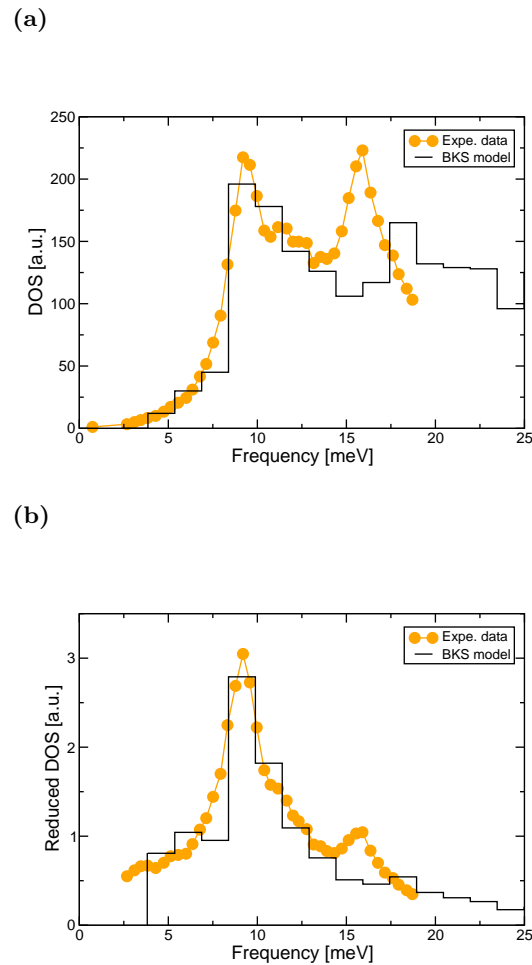 (a)
250
200
150
100
50
0
DOS [a.u.]
Expe. data
BKS model
0 5 10 15 20 25
Frequency [meV]
(b)
3
2
1
0
Reduced DOS [a.u.]
Expe. data
BKS model
0 5 10 15 20 25
Frequency [meV]